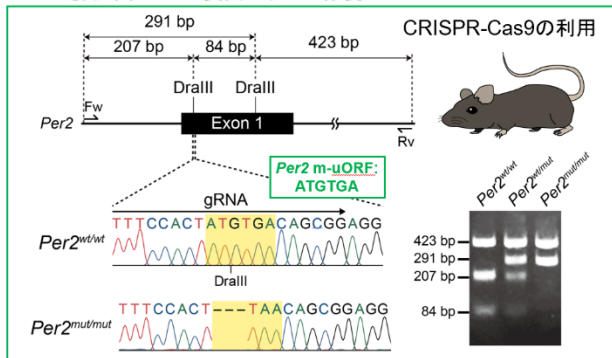 291 bp
CRISPR-Cas9の利用
207 bp
84 bp
423 bp
DraIII
DraIII
Fw
Per2
Exon 1
Rv
Per2 m-uORF:
ATGTGA
gRNA
TTTCCACTATGTGACAGCGGAGG
Per2wt/wt
DraIII
TTTCCACT---TAACAGCGGAGG
Per2mut/mut
Per2wt/wt
Per2wt/mut
Per2mut/mut
423 bp
291 bp
207 bp
84 bp